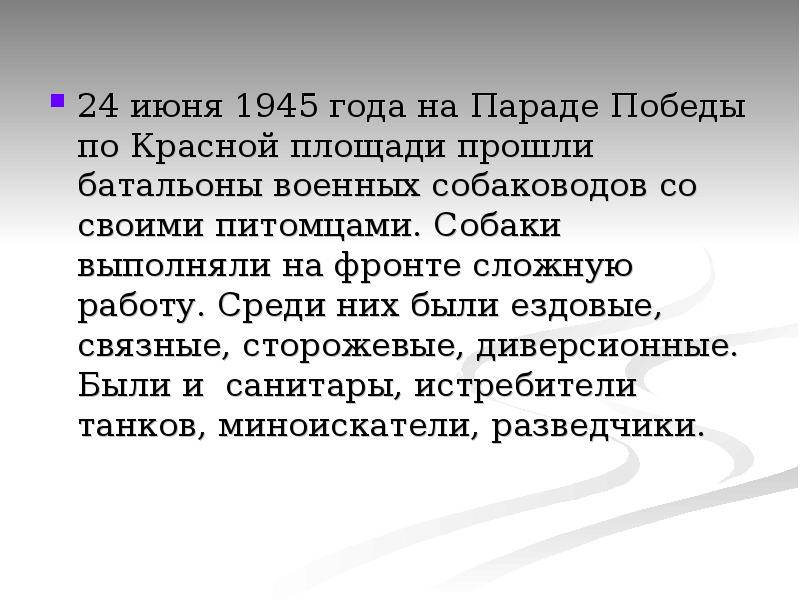 24 июня 1945 года на Параде Победы
по Красной площади прошли
батальоны военных собаководов со
своими питомцами. Собаки
выполняли на фронте сложную
работу. Среди них были ездовые,
связные, сторожевые, диверсионные.
Были и  санитары, истребители
танков, миноискатели, разведчики.